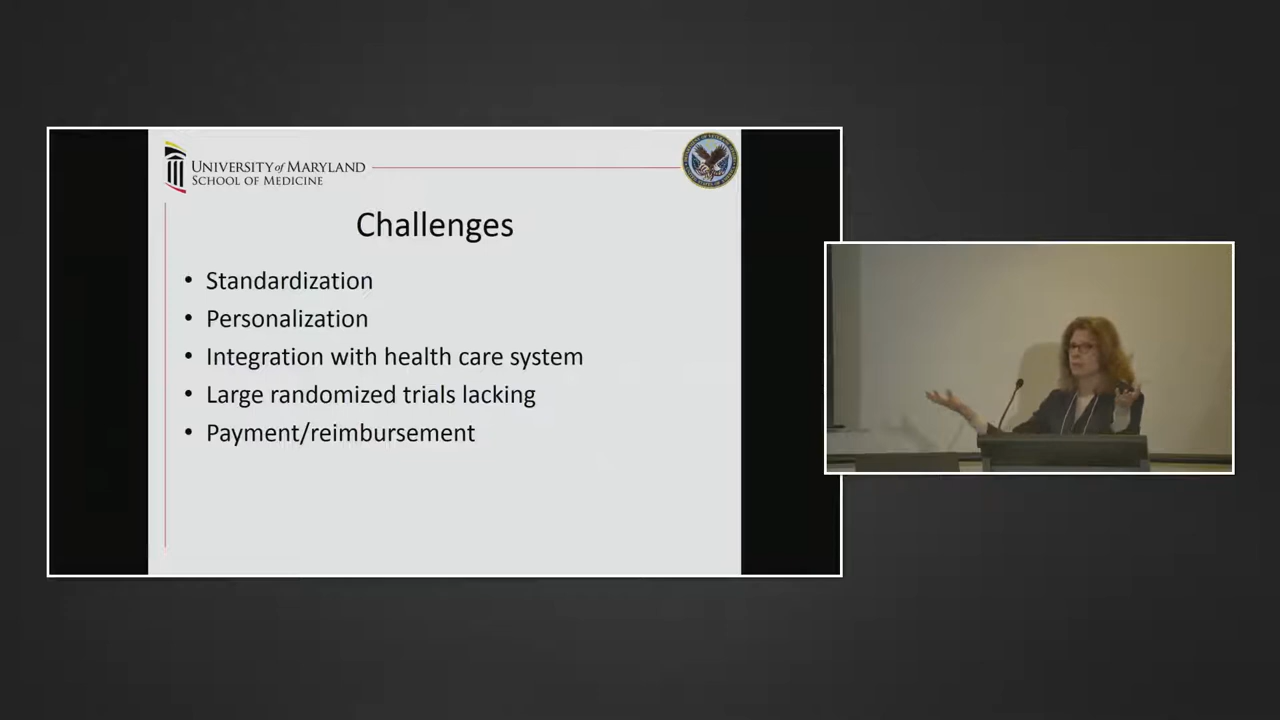 UNIVERSITY of MARYLAND
SCHOOL OF MEDICINE
Challenges
• Standardization
• Personalization
• Integration with health care system
• Large randomized trials lacking
• Payment/reimbursement